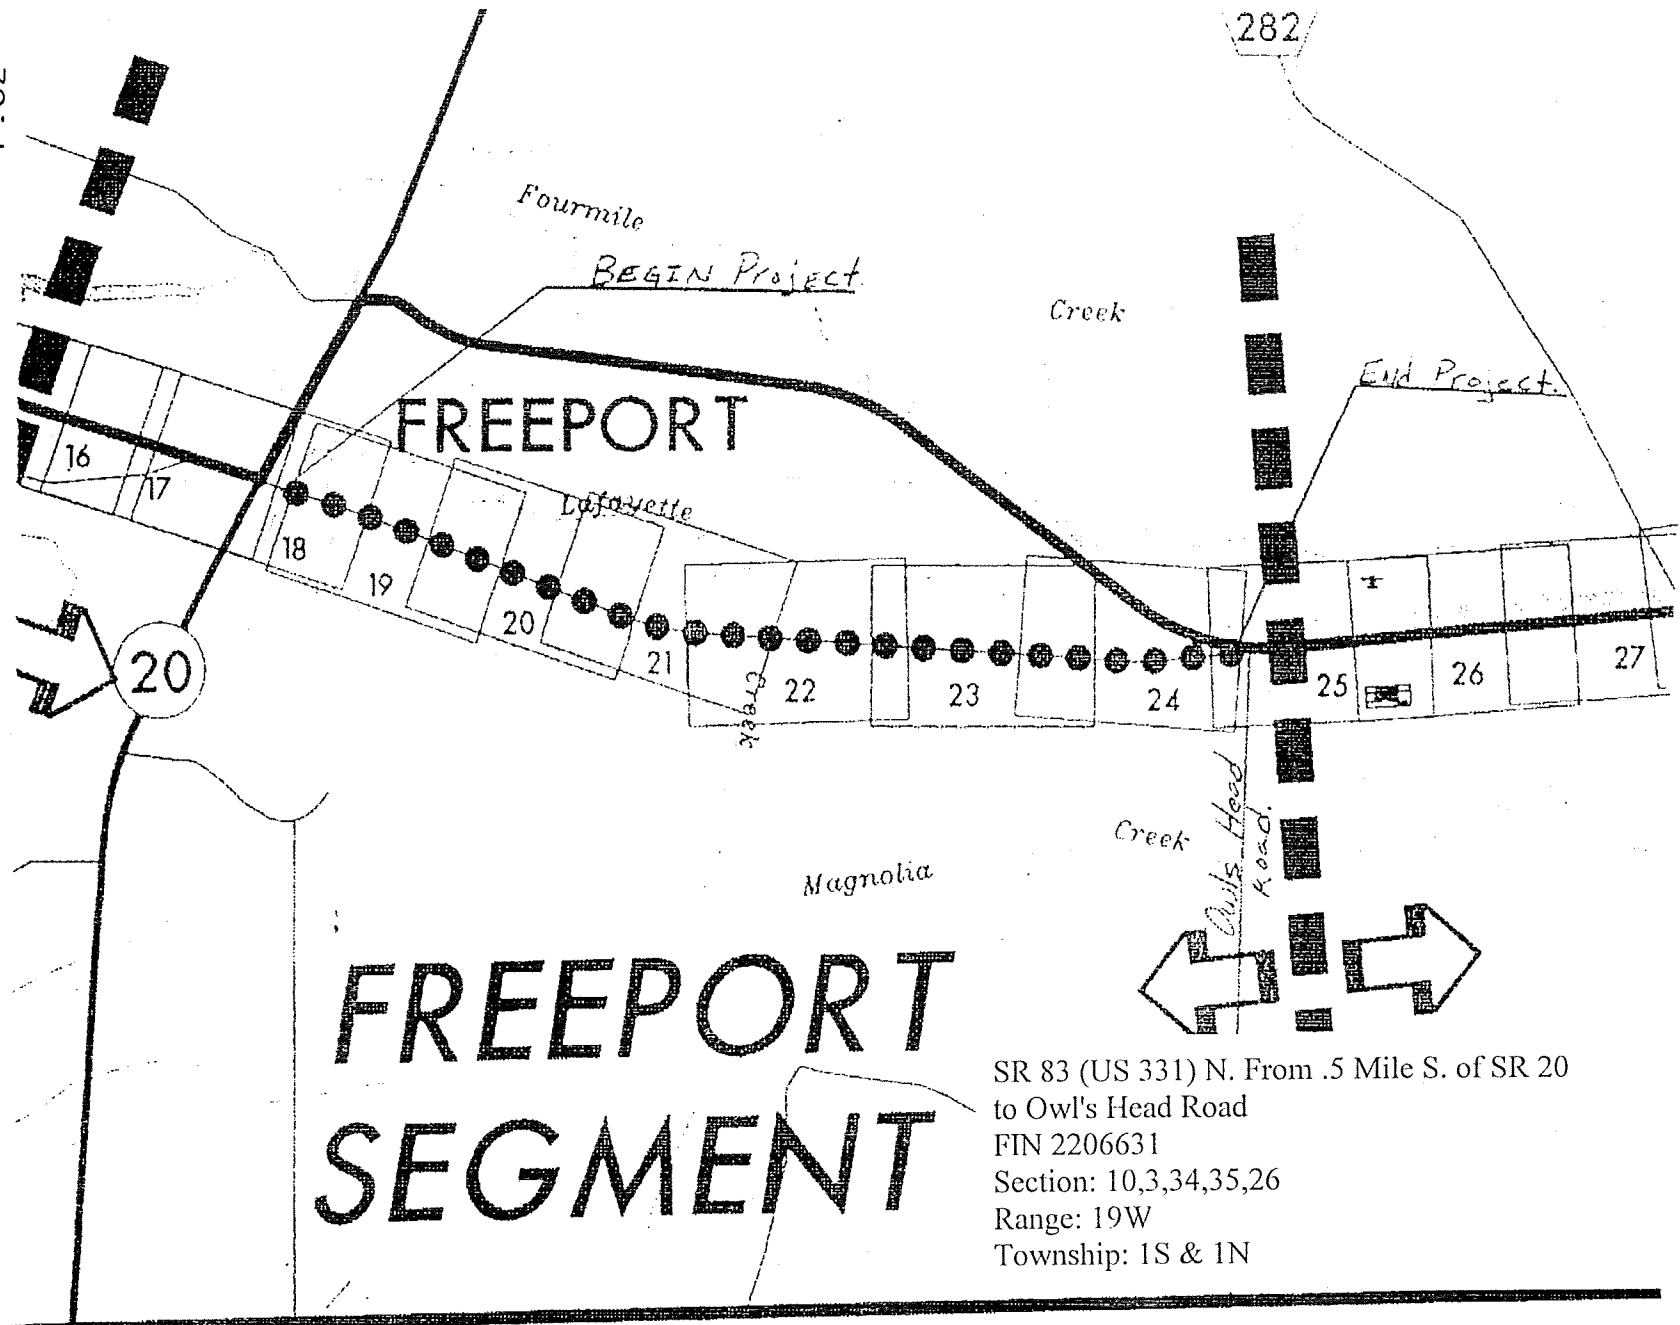 282
Fourmile
BEGIN Project
Creek
End Project.
FREEPORT
16
17
Lafayette
18
19
20
21
Creek
22
23
24
25
26
27
20
Owls Head
Road.
Creek
Magnolia
FREEPORT
SEGMENT
SR 83 (US 331) N. From .5 Mile S. of SR 20
to Owl's Head Road
FIN 2206631
Section: 10,3,34,35,26
Range: 19W
Township: 1S & 1N